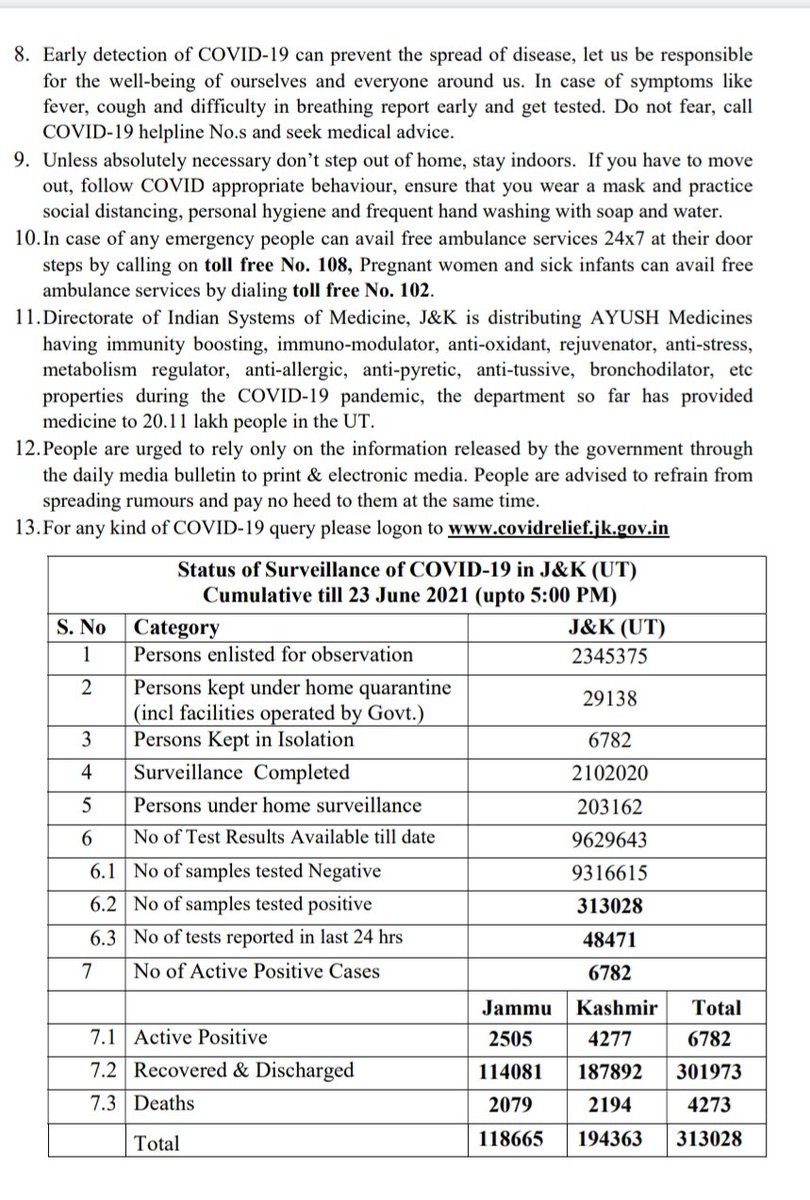 8. Early detection of COVID-19 can prevent the spread of disease, let us be responsible
for the well-being of ourselves and everyone around us. In case of symptoms like
fever, cough and difficulty in breathing report early and get tested. Do not fear, call
COVID-19 helpline No.s and seek medical advice.
9. Unless absolutely necessary don't step out of home, stay indoors. If you have to move
out, follow COVID appropriate behaviour, ensure that you wear a mask and practice
social distancing, personal hygiene and frequent hand washing with soap and water.
10. In case of any emergency people can avail free ambulance services 24x7 at their door
steps by calling on toll free No. 108, Pregnant women and sick infants can avail free
ambulance services by dialing toll free No. 102.
11. Directorate of Indian Systems of Medicine, J&K is distributing AYUSH Medicines
having immunity boosting, immuno-modulator, anti-oxidant, rejuvenator, anti-stress,
metabolism regulator, anti-allergic, anti-pyretic, anti-tussive, bronchodilator, etc
properties during the COVID-19 pandemic, the department so far has provided
medicine to 20.11 lakh people in the UT.
12. People are urged to rely only on the information released by the government through
the daily media bulletin to print & electronic media. People are advised to refrain from
spreading rumours and pay no heed to them at the same time.
13. For any kind of COVID-19 query please logon to www.covidrelief.jk.gov.in
Status of Surveillance of COVID-19 in J&K (UT)
Cumulative till 23 June 2021 (upto 5:00 PM)
S. No Category J&K (UT)
1 Persons enlisted for observation 2345375
2 Persons kept under home quarantine
(incl facilities operated by Govt.) 29138
3 Persons Kept in Isolation 6782
4 Surveillance Completed 2102020
5 Persons under home surveillance 203162
6 No of Test Results Available till date 9629643
6.1 No of samples tested Negative 9316615
6.2 No of samples tested positive 313028
6.3 No of tests reported in last 24 hrs 48471
7 No of Active Positive Cases 6782
Jammu Kashmir Total
7.1 Active Positive 2505 4277 6782
7.2 Recovered & Discharged 114081 187892 301973
7.3 Deaths 2079 2194 4273
Total 118665 194363 313028